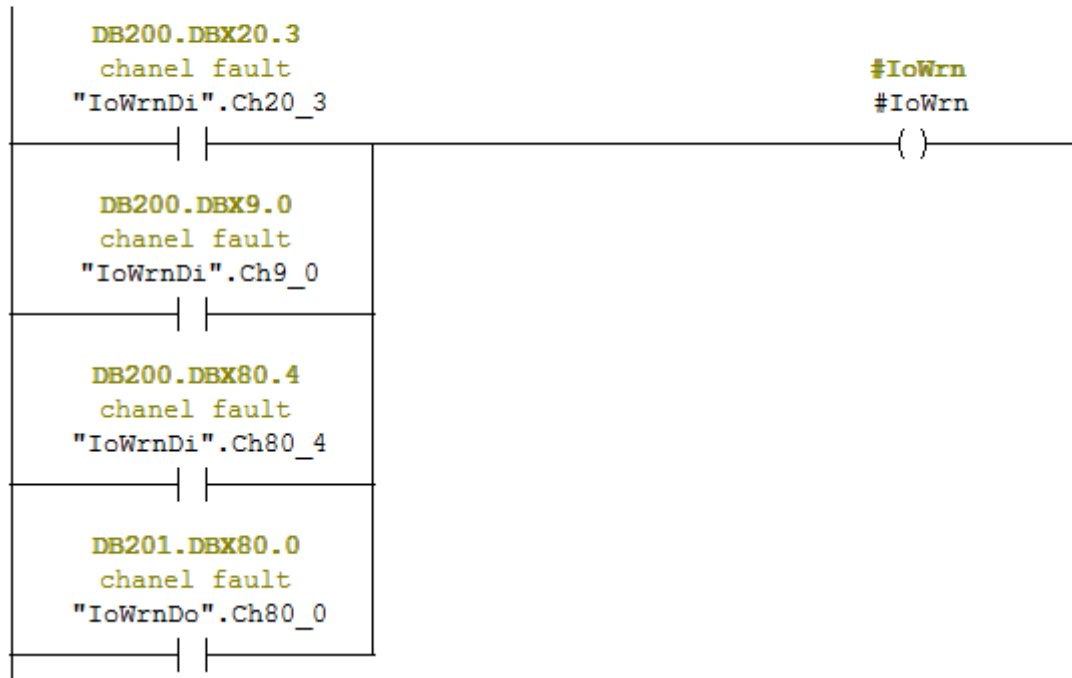 DB200.DBX20.3
chanel fault
"IoWrnDi".Ch20_3
#IoWrn
#IoWrn
DB200.DBX9.0
chanel fault
"IoWrnDi".Ch9_0
DB200.DBX80.4
chanel fault
"IoWrnDi".Ch80_4
DB201.DBX80.0
chanel fault
"IoWrnDo".Ch80_0